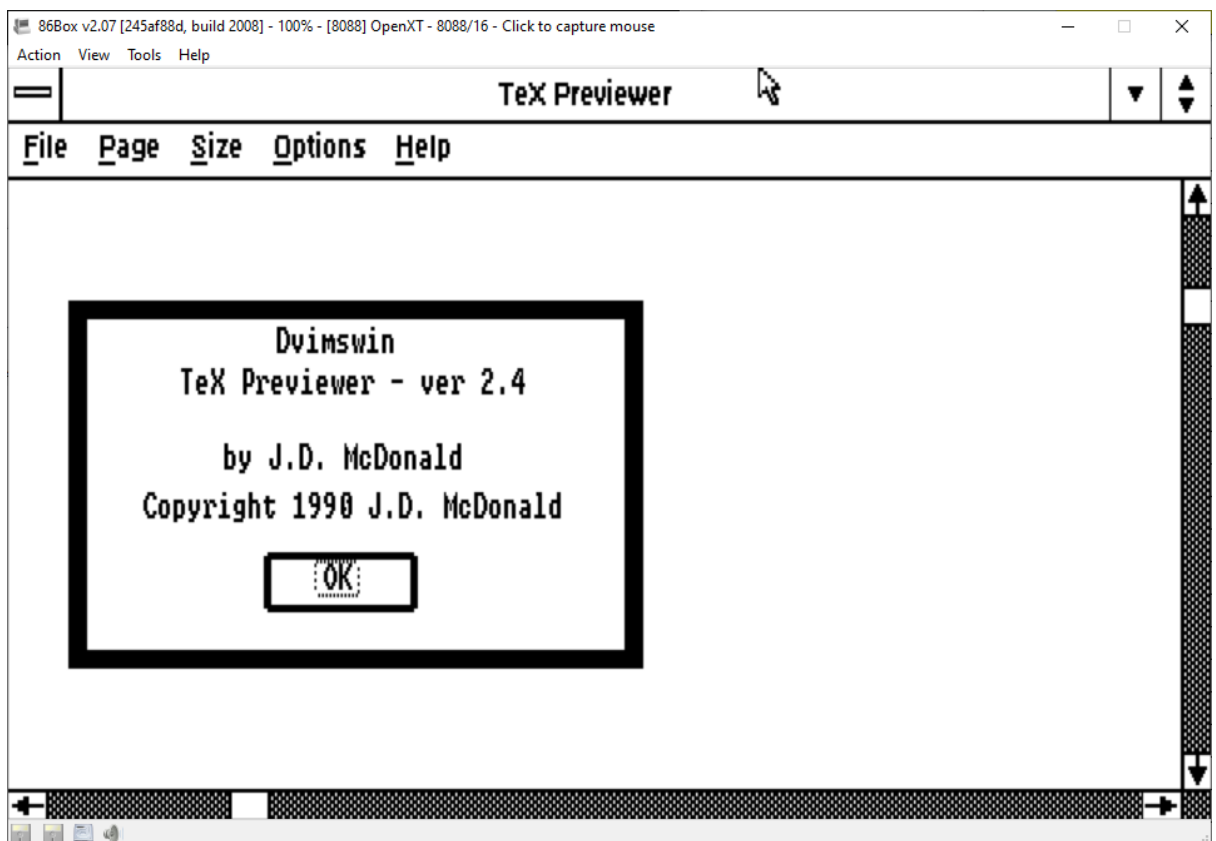 86Box v2.07 [245af88d, build 2008] - 100% - [8088] OpenXT - 8088/16 - Click to capture mouse
Action View Tools Help
TeX Previewer
File Page Size Options Help
Dvimswin
TeX Previewer - ver 2.4
by J.D. McDonald
Copyright 1990 J.D. McDonald
OK